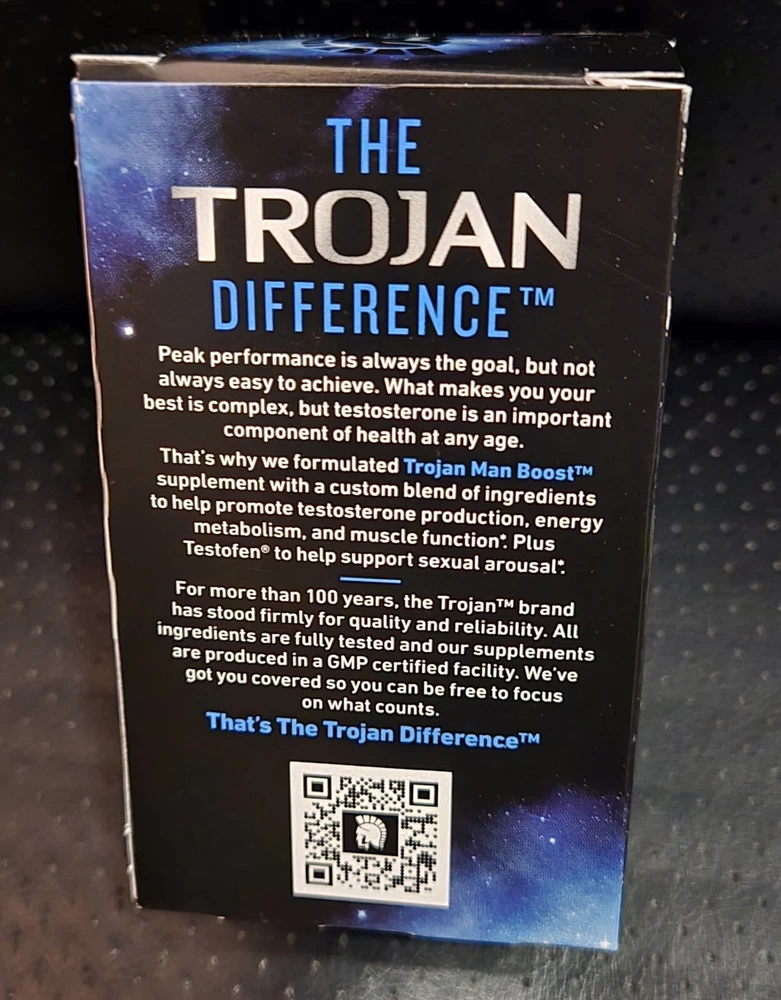 THE
TROJAN
DIFFERENCE™
Peak performance is always the goal, but not
always easy to achieve. What makes you your
best is complex, but testosterone is an important
component of health at any age.
That's why we formulated Trojan Man Boost™
supplement with a custom blend of ingredients
to help promote testosterone production, energy
metabolism, and muscle function*. Plus
Testofen® to help support sexual arousal*.
For more than 100 years, the Trojan™ brand
has stood firmly for quality and reliability. All
ingredients are fully tested and our supplements
are produced in a GMP certified facility. We've
got you covered so you can be free to focus
on what counts.
That's The Trojan Difference™